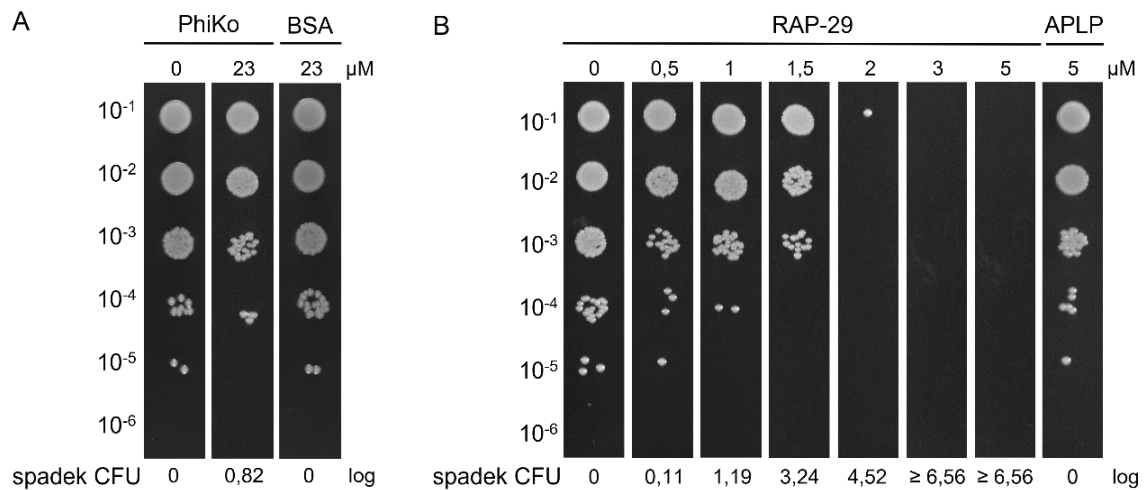 A
PhiKo BSA
0 23 23 µM
10-1
10-2
10-3
10-4
10-5
10-6
spadek CFU 0 0,82 0 log
B
RAP-29 APLP
0 0,5 1 1,5 2 3 5 5 µM
10-1
10-2
10-3
10-4
10-5
10-6
spadek CFU 0 0,11 1,19 3,24 4,52 ≥ 6,56 ≥ 6,56 0 log